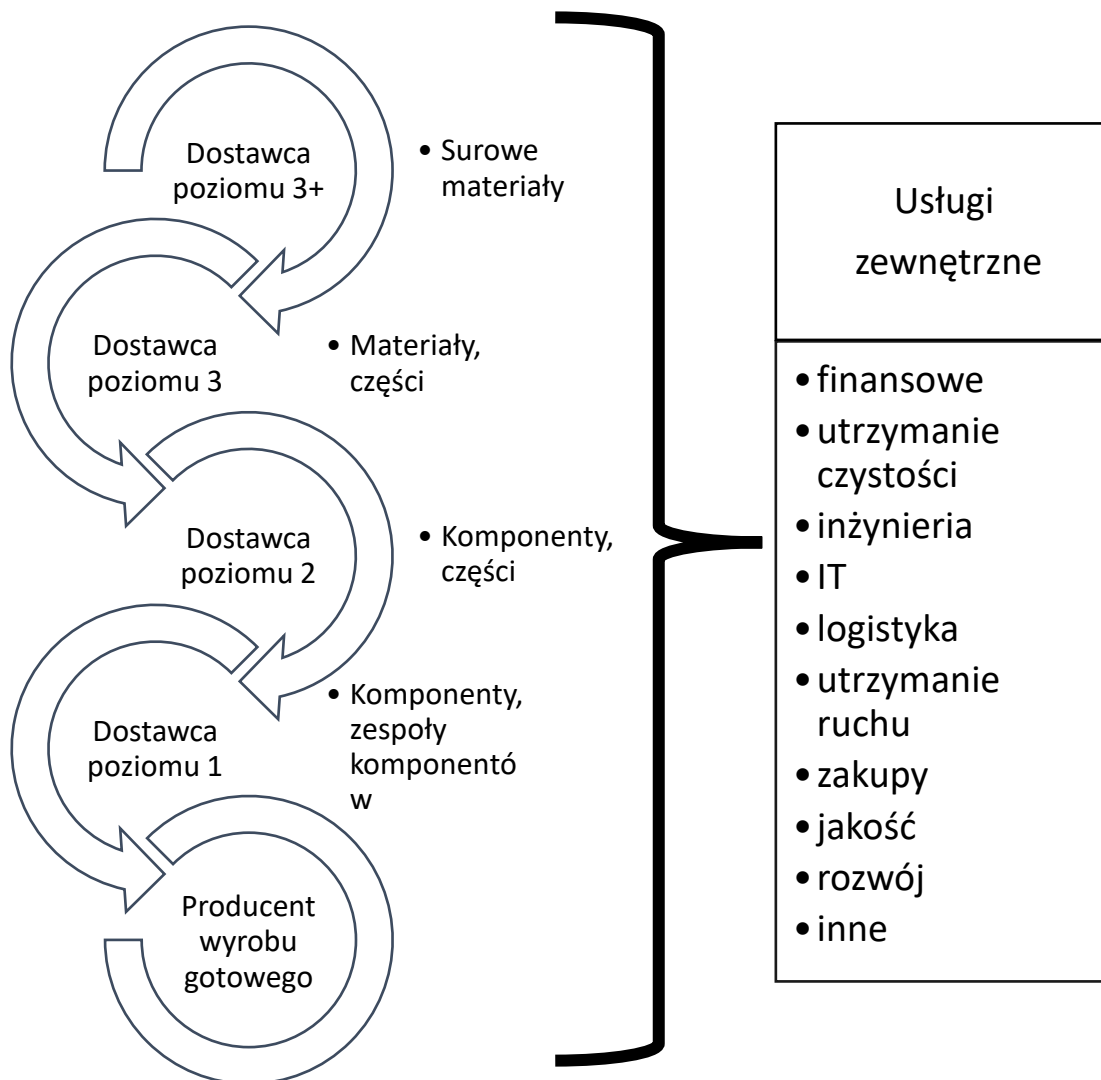 Dostawca
poziomu 3+
• Surowe
materiały
Dostawca
poziomu 3
• Materiały,
części
Dostawca
poziomu 2
• Komponenty,
części
Dostawca
poziomu 1
• Komponenty,
zespoły
komponentó
w
Producent
wyrobu
gotowego
Usługi
zewnętrzne
• finansowe
• utrzymanie
czystości
• inżynieria
• IT
• logistyka
• utrzymanie
ruchu
• zakupy
• jakość
• rozwój
• inne